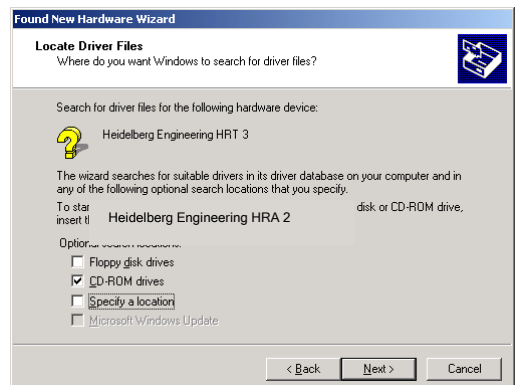 Found New Hardware Wizard
Locate Driver Files
Where do you want Windows to search for driver files?
Search for driver files for the following hardware device:
Heidelberg Engineering HRT 3
The wizard searches for suitable drivers in its driver database on your computer and in
any of the following optional search locations that you specify.
To star disk or CD-ROM drive,
insert t
Heidelberg Engineering HRA 2
Optional search locations:
Floppy disk drives
CD-ROM drives
Specify a location
Microsoft Windows Update
< Back Next > Cancel